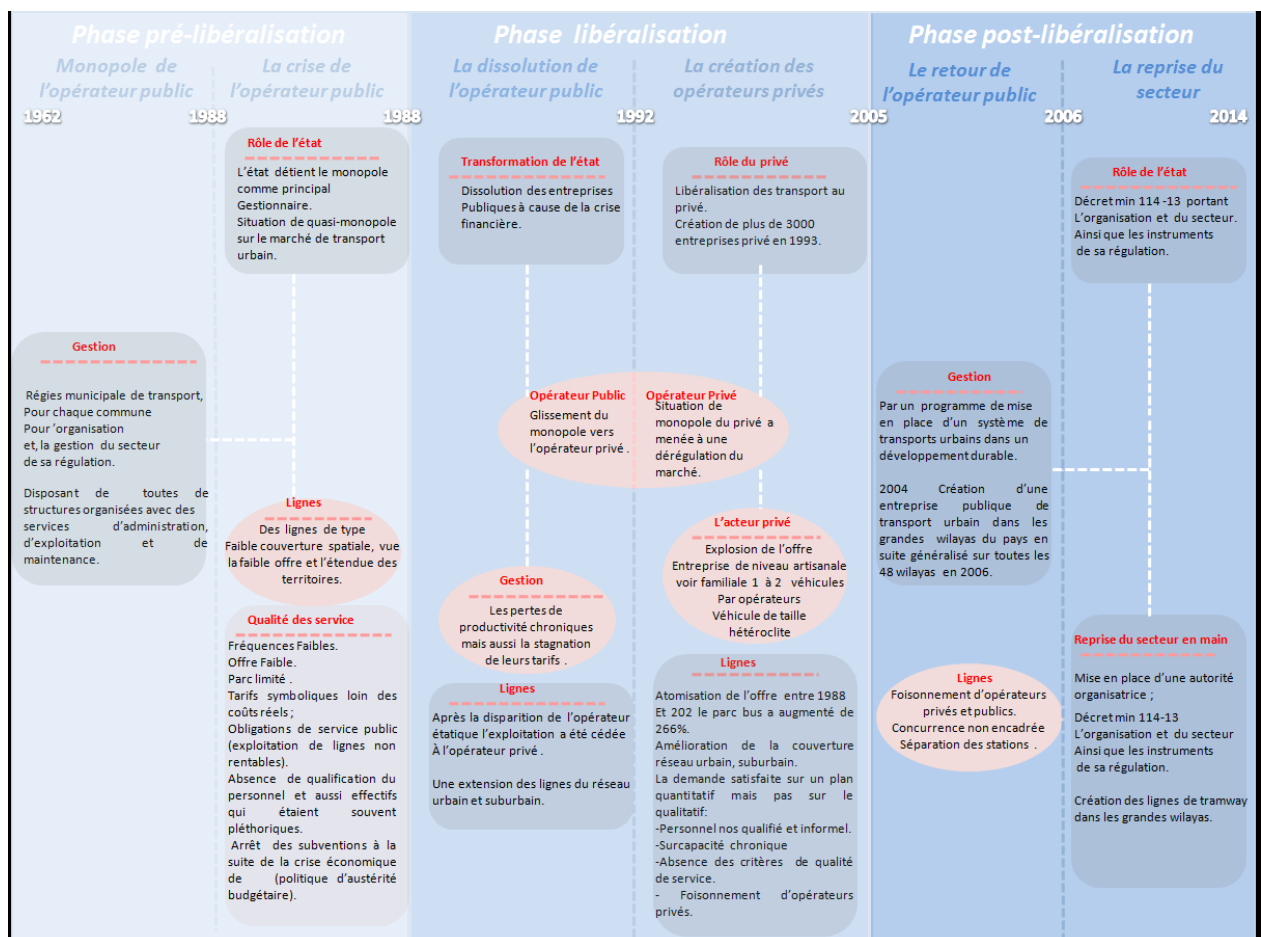 Phase pré-libéralisation
Phase libéralisation
Phase post-libéralisation
Monopole de
l'opérateur public
La crise de
l'opérateur public
La dissolution de
l'opérateur public
La création des
opérateurs privés
Le retour de
l'opérateur public
La reprise du
secteur
1962
1988
1988
1992
2005
2006
2014
Gestion
Régies municipale de transport,
Pour chaque commune
Pour 'organisation
et, la gestion du secteur
de sa régulation.
Disposant de toutes de
structures organisées avec des
services d'administration,
d'exploitation et de
maintenance.
Rôle de l'état
L'état détient le monopole
comme principal
Gestionnaire.
Situation de quasi-monopole
sur le marché de transport
urbain.
Lignes
Des lignes de type
Faible couverture spatiale, vue
la faible offre et l'étendue des
territoires.
Qualité des service
Fréquences Faibles.
Offre Faible.
Parc limité .
Tarifs symboliques loin des
coûts réels ;
Obligations de service public
(exploitation de lignes non
rentables).
Absence de qualification du
personnel et aussi effectifs
qui étaient souvent
pléthoriques.
Arrêt des subventions à la
suite de la crise économique
de (politique d'austérité
budgétaire).
Transformation de l'état
Dissolution des entreprises
Publiques à cause de la crise
financière.
Opérateur Public
Glissement du
monopole vers
l'opérateur privé .
Gestion
Les pertes de
productivité chroniques
mais aussi la stagnation
de leurs tarifs .
Lignes
Après la disparition de l'opérateur
étatique l'exploitation a été cédée
À l'opérateur privé .
Une extension des lignes du réseau
urbain et suburbain.
Rôle du privé
Libéralisation des transport au
privé.
Création de plus de 3000
entreprises privé en 1993.
Opérateur Privé
Situation de
monopole du privé a
menée à une
dérégulation du
marché.
L'acteur privé
Explosion de l'offre
Entreprise de niveau artisanale
voir familiale 1 à 2 véhicules
Par opérateurs
Véhicule de taille
hétéroclite
Lignes
Atomisation de l'offre entre 1988
Et 202 le parc bus a augmenté de
266%.
Amélioration de la couverture
réseau urbain, suburbain.
La demande satisfaite sur un plan
quantitatif mais pas sur le
qualitatif:
-Personnel nos qualifié et informel.
-Surcapacité chronique
-Absence des critères de qualité
de service.
- Foisonnement d'opérateurs
privés.
Gestion
Par un programme de mise
en place d'un système de
transports urbains dans un
développement durable.
2004 Création d'une
entreprise publique de
transport urbain dans les
grandes wilayas du pays en
suite généralisé sur toutes les
48 wilayas en 2006.
Lignes
Foisonnement d'opérateurs
privés et publics.
Concurrence non encadrée
Séparation des stations .
Rôle de l'état
Décret min 114 -13 portant
L'organisation et du secteur.
Ainsi que les instruments
de sa régulation.
Reprise du secteur en main
Mise en place d'une autorité
organisatrice ;
Décret min 114-13
L'organisation et du secteur
Ainsi que les instruments
de sa régulation.
Création des lignes de tramway
dans les grandes wilayas.